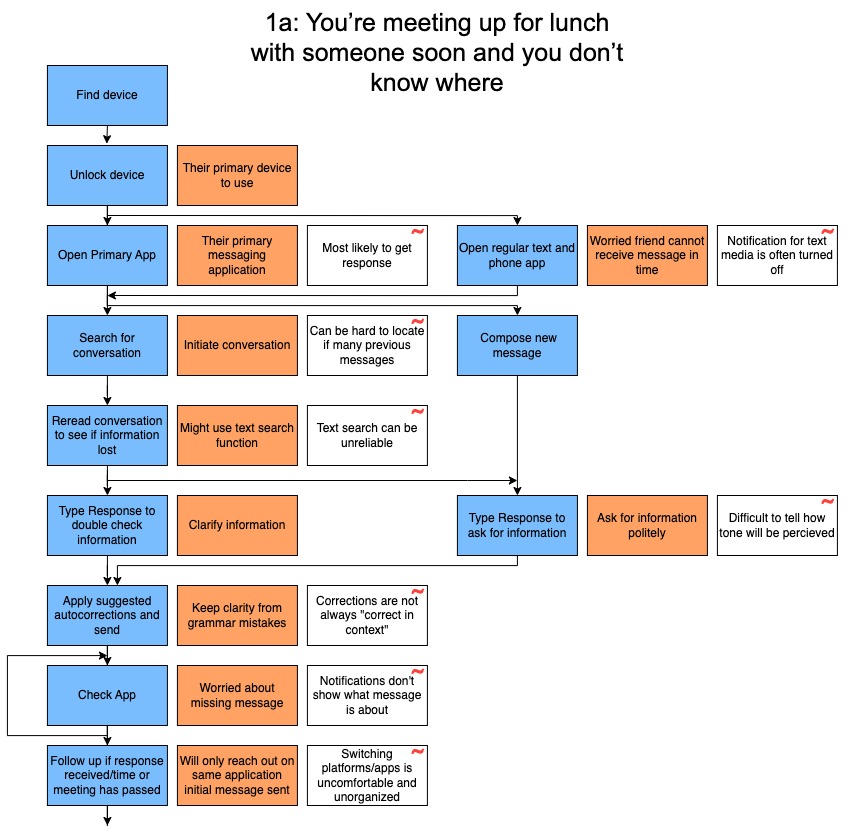 1a: You’re meeting up for lunch
with someone soon and you don’t
know where
Find device
Unlock device
Their primary device
to use
Open Primary App
Their primary
messaging
application
Most likely to get
response
Open regular text and
phone app
Worried friend cannot
receive message in
time
Notification for text
media is often turned
off
Search for
conversation
Initiate conversation
Can be hard to locate
if many previous
messages
Compose new
message
Reread conversation
to see if information
lost
Might use text search
function
Text search can be
unreliable
Type Response to
double check
information
Clarify information
Type Response to
ask for information
Ask for information
politely
Difficult to tell how
tone will be percieved
Apply suggested
autocorrections and
send
Keep clarity from
grammar mistakes
Corrections are not
always "correct in
context"
Check App
Worried about
missing message
Notifications don't
show what message
is about
Follow up if response
received/time or
meeting has passed
Will only reach out on
same application
initial message sent
Switching
platforms/apps is
uncomfortable and
unorganized